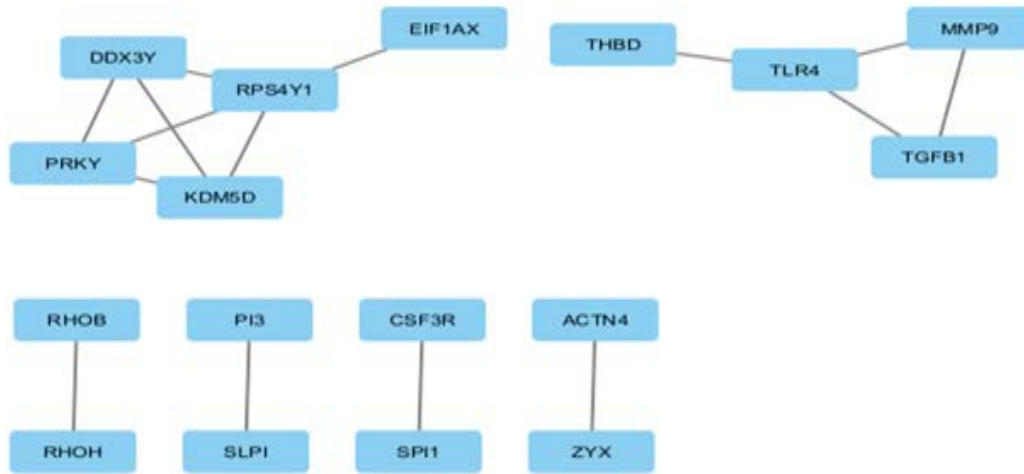 EIF1AX
DDX3Y
RPS4Y1
PRKY
KDM5D
THBD
MMP9
TLR4
TGFB1
RHOB
PI3
CSF3R
ACTN4
RHOH
SLPI
SPI1
ZYX